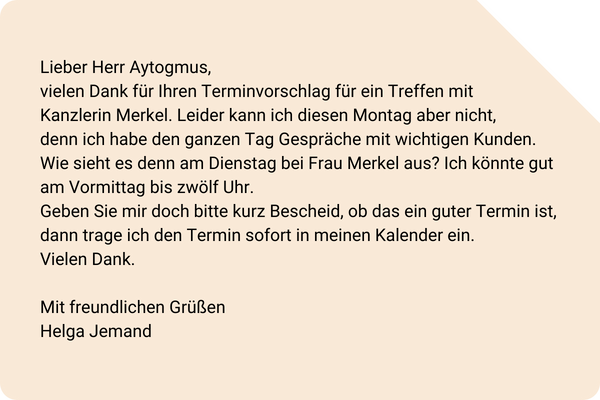 Lieber Herr Aytogmus,
vielen Dank für Ihren Terminvorschlag für ein Treffen mit
Kanzlerin Merkel. Leider kann ich diesen Montag aber nicht,
denn ich habe den ganzen Tag Gespräche mit wichtigen Kunden.
Wie sieht es denn am Dienstag bei Frau Merkel aus? Ich könnte gut
am Vormittag bis zwölf Uhr.
Geben Sie mir doch bitte kurz Bescheid, ob das ein guter Termin ist,
dann trage ich den Termin sofort in meinen Kalender ein.
Vielen Dank.

Mit freundlichen Grüßen
Helga Jemand